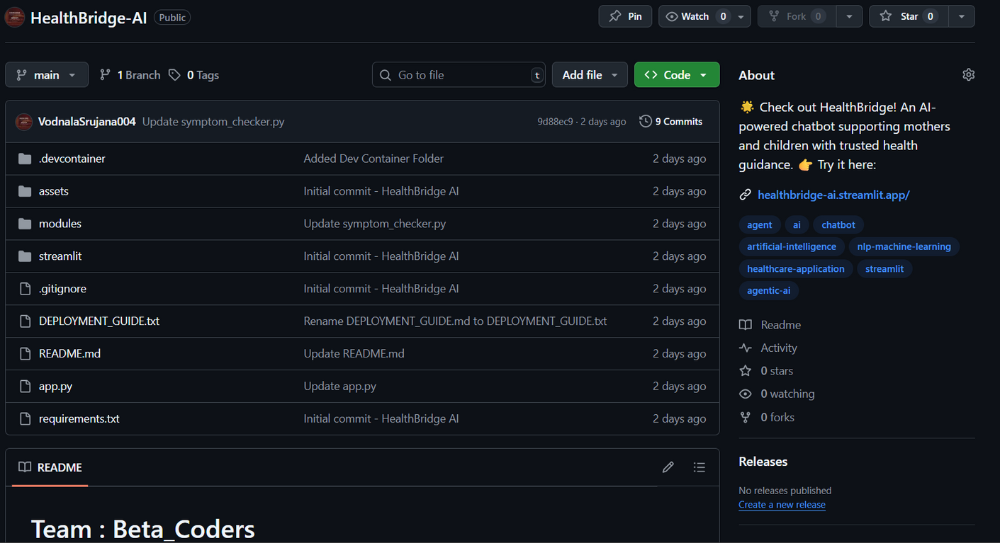 HealthBridge-AI Public Pin Watch 0 Fork 0 Star 0
main 1 Branch 0 Tags Go to file t Add file Code
VodnalaSrujana004 Update symptom_checker.py 9d88ec9 · 2 days ago 9 Commits
.devcontainer Added Dev Container Folder 2 days ago
assets Initial commit - HealthBridge AI 2 days ago
modules Update symptom_checker.py 2 days ago
streamlit Initial commit - HealthBridge AI 2 days ago
.gitignore Initial commit - HealthBridge AI 2 days ago
DEPLOYMENT_GUIDE.txt Rename DEPLOYMENT_GUIDE.md to DEPLOYMENT_GUIDE.txt 2 days ago
README.md Update README.md 2 days ago
app.py Update app.py 2 days ago
requirements.txt Initial commit - HealthBridge AI 2 days ago
README
Team : Beta_Coders
About
🌟 Check out HealthBridge! An AI-
powered chatbot supporting mothers
and children with trusted health
guidance. 👉 Try it here:
healthbridge-ai.streamlit.app/
agent ai chatbot
artificial-intelligence nlp-machine-learning
healthcare-application streamlit
agentic-ai
Readme
Activity
0 stars
0 watching
0 forks
Releases
No releases published
Create a new release